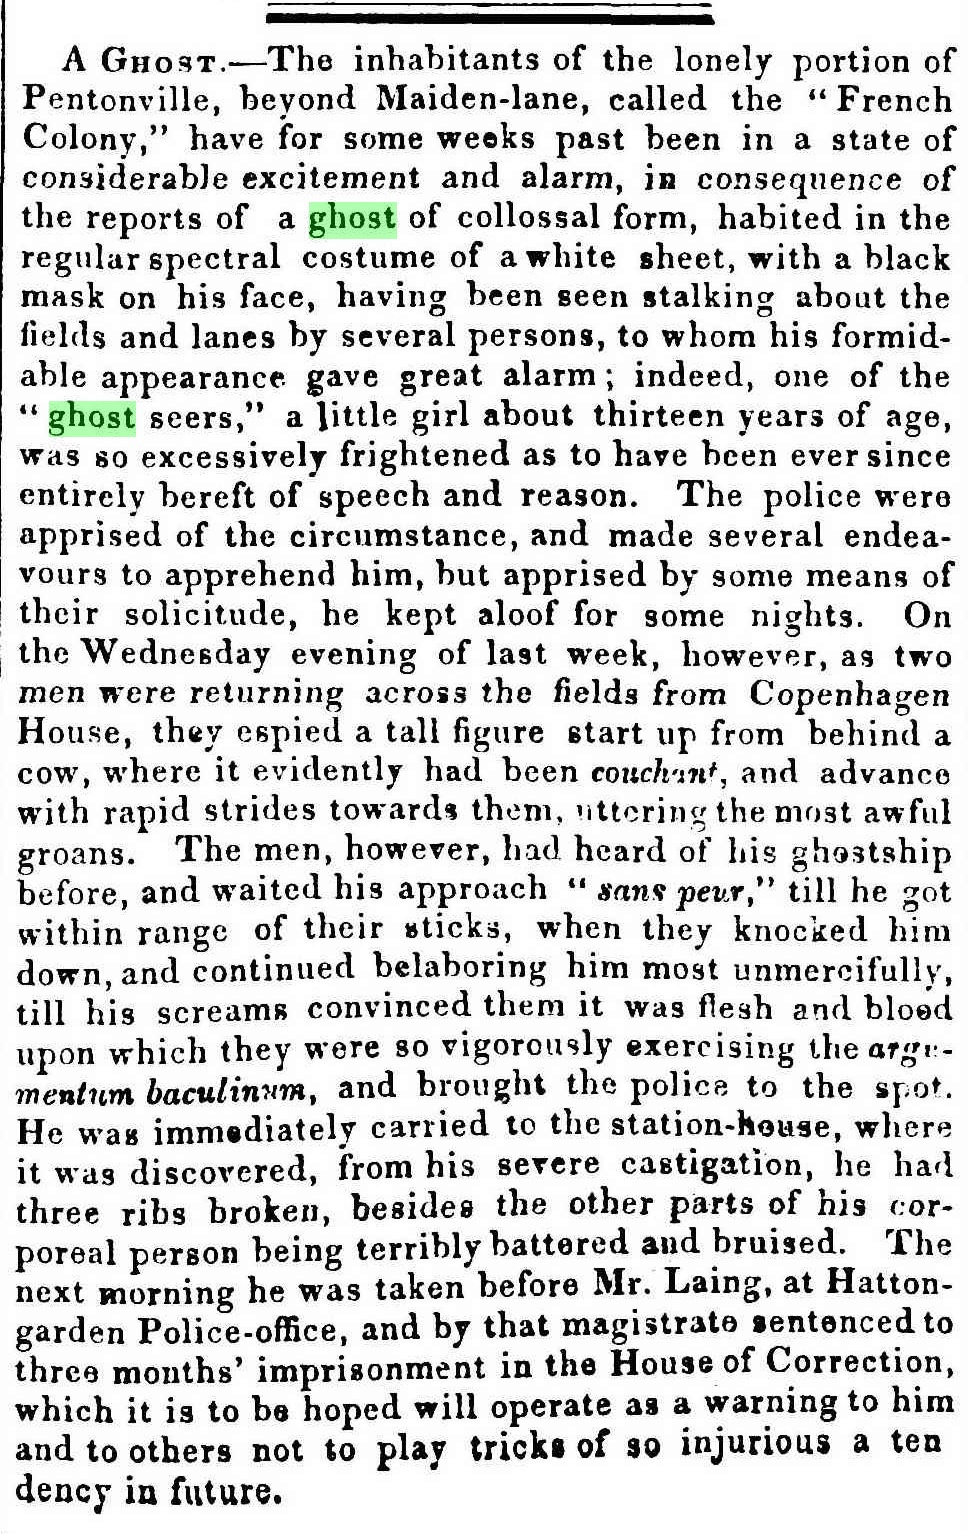 A GHOST.—The inhabitants of the lonely portion of
Pentonville, beyond Maiden-lane, called the “French
Colony,” have for some weeks past been in a state of
considerable excitement and alarm, in consequence of
the reports of a ghost of collossal form, habited in the
regular spectral costume of a white sheet, with a black
mask on his face, having been seen stalking about the
fields and lanes by several persons, to whom his formid-
able appearance gave great alarm; indeed, one of the
“ghost seers,” a little girl about thirteen years of age,
was so excessively frightened as to have been ever since
entirely bereft of speech and reason. The police were
apprised of the circumstance, and made several endea-
vours to apprehend him, but apprised by some means of
their solicitude, he kept aloof for some nights. On
the Wednesday evening of last week, however, as two
men were returning across the fields from Copenhagen
House, they espied a tall figure start up from behind a
cow, where it evidently had been couchant, and advance
with rapid strides towards them, uttering the most awful
groans. The men, however, had heard of his ghostship
before, and waited his approach “sans peur,” till he got
within range of their sticks, when they knocked him
down, and continued belaboring him most unmercifully,
till his screams convinced them it was flesh and blood
upon which they were so vigorously exercising the argu-
mentum baculinum, and brought the police to the spot.
He was immediately carried to the station-house, where
it was discovered, from his severe castigation, he had
three ribs broken, besides the other parts of his cor-
poreal person being terribly battered and bruised. The
next morning he was taken before Mr. Laing, at Hatton-
garden Police-office, and by that magistrate sentenced to
three months’ imprisonment in the House of Correction,
which it is to be hoped will operate as a warning to him
and to others not to play tricks of so injurious a ten
dency in future.